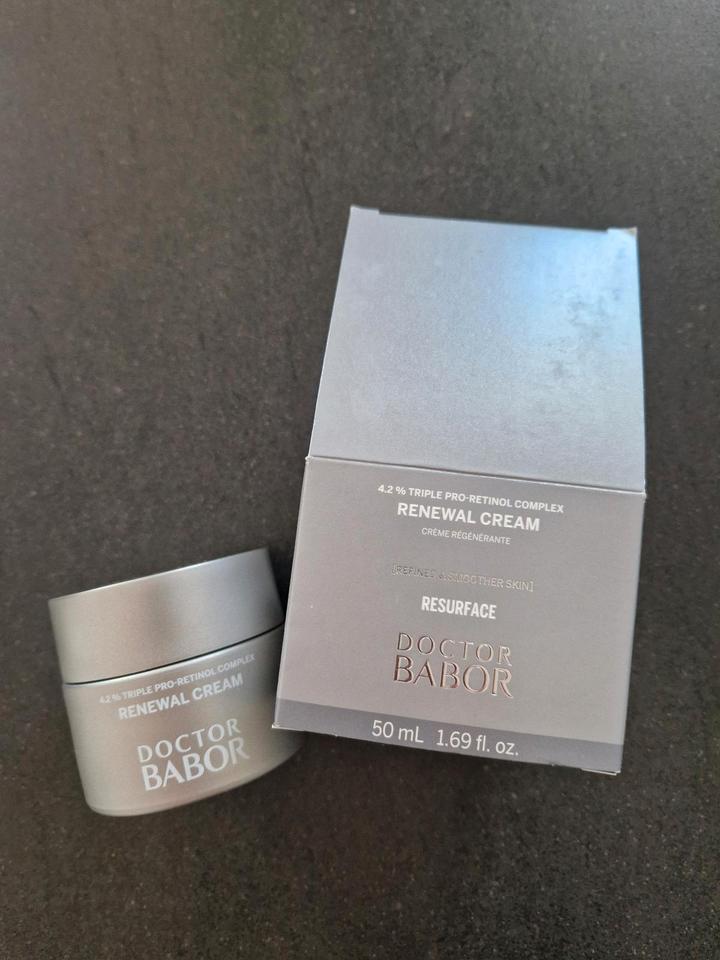 4.2 % TRIPLE PRO-RETINOL COMPLEX
RENEWAL CREAM
CRÈME RÉGÉNÉRANTE
[REFINED & SMOOTHER SKIN]
RESURFACE
DOCTOR
BABOR
50 mL 1.69 fl. oz.
4.2 % TRIPLE PRO-RETINOL COMPLEX
RENEWAL CREAM
DOCTOR
BABOR